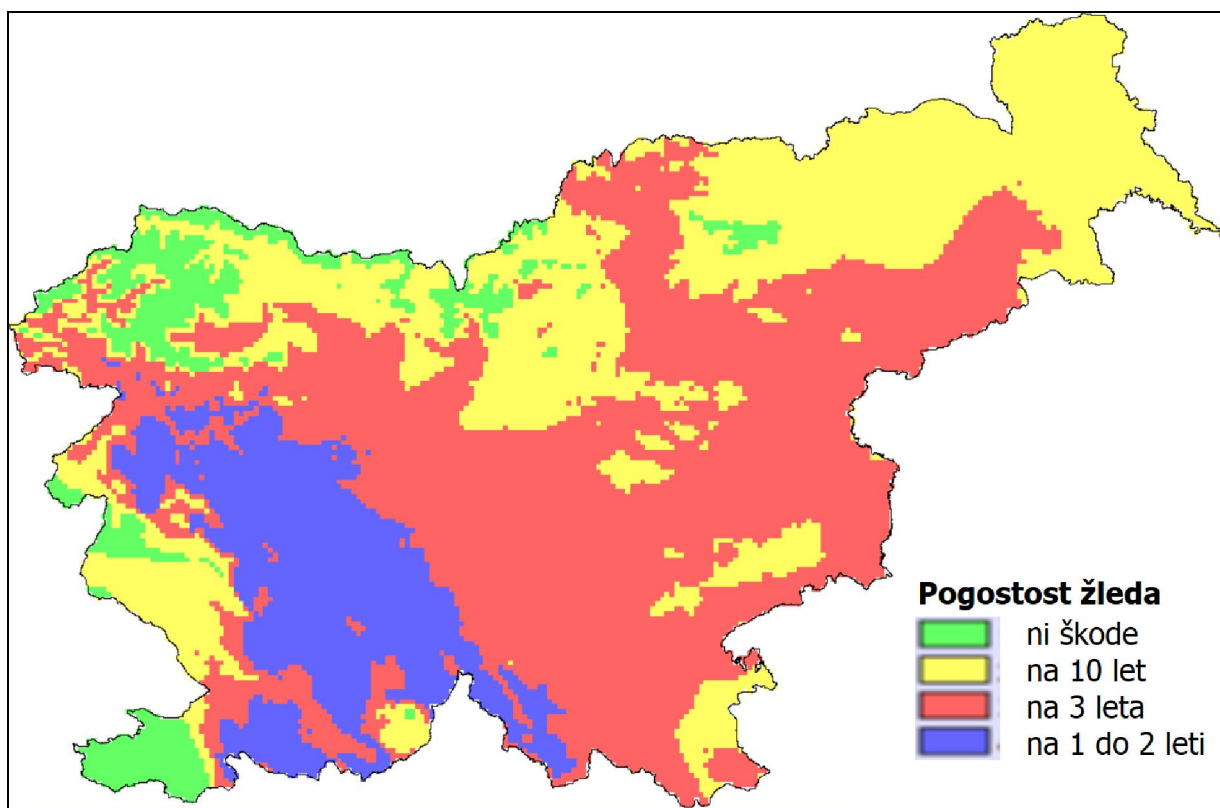 Pogostost žleda
ni škode
na 10 let
na 3 leta
na 1 do 2 leti